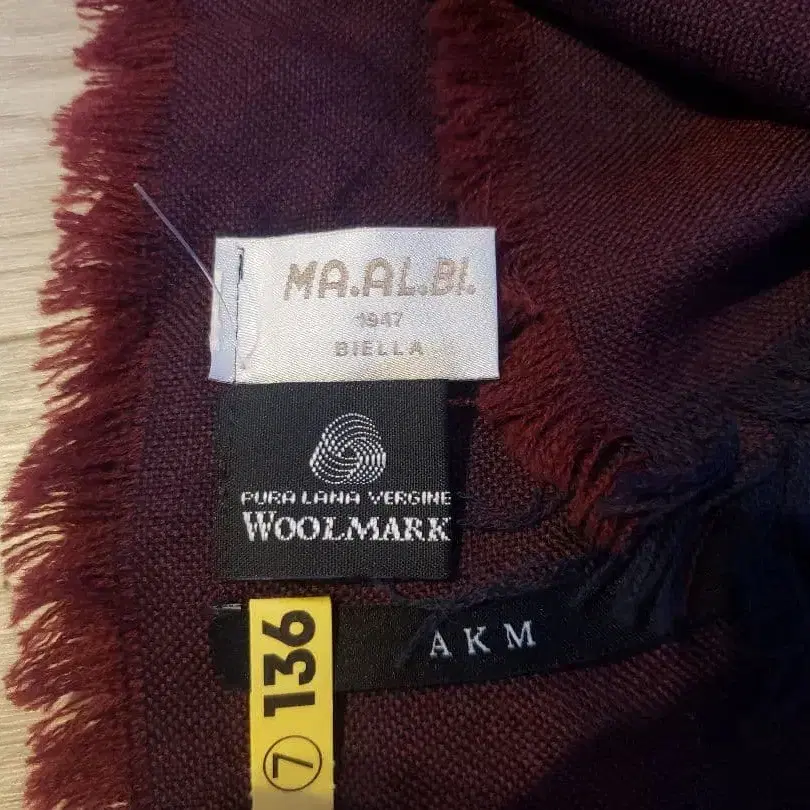 MA.AL.BI.
1947
BIELLA
PURA LANA VERGINE
WOOLMARK
AKM
136
7